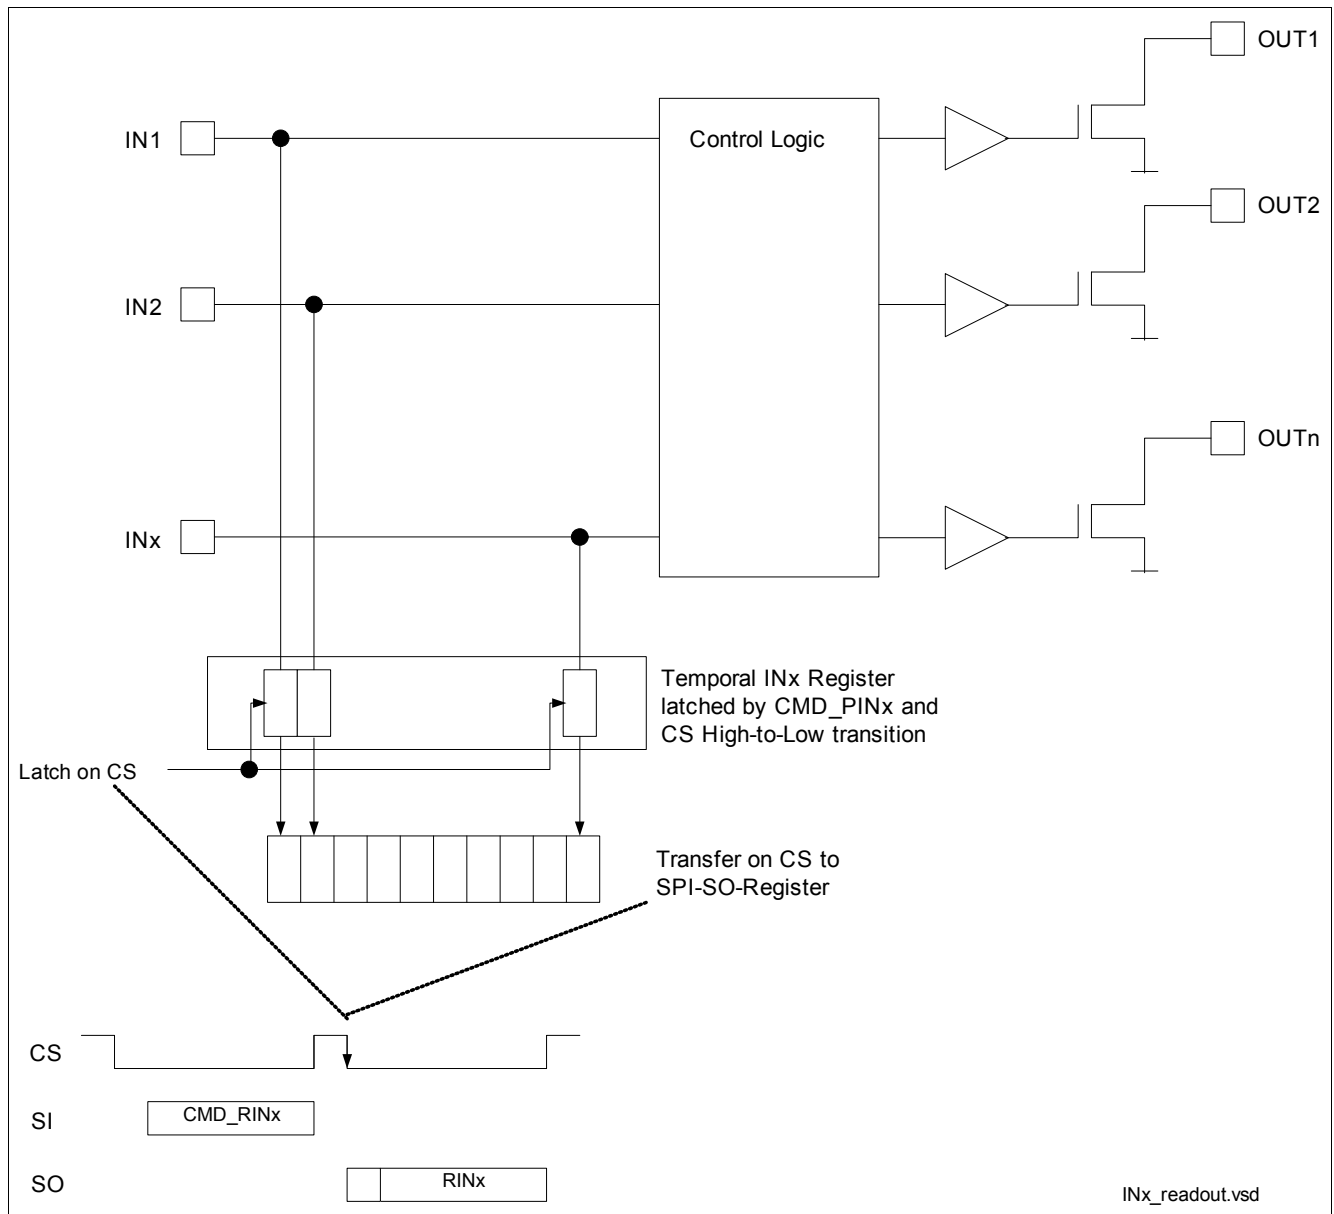 OUT1
IN1
Control Logic
OUT2
IN2
OUTn
INx
Temporal INx Register
latched by CMD_PINx and
CS High-to-Low transition
Latch on CS
Transfer on CS to
SPI-SO-Register
CS
SI
CMD_RINx
SO
RINx
INx_readout.vsd